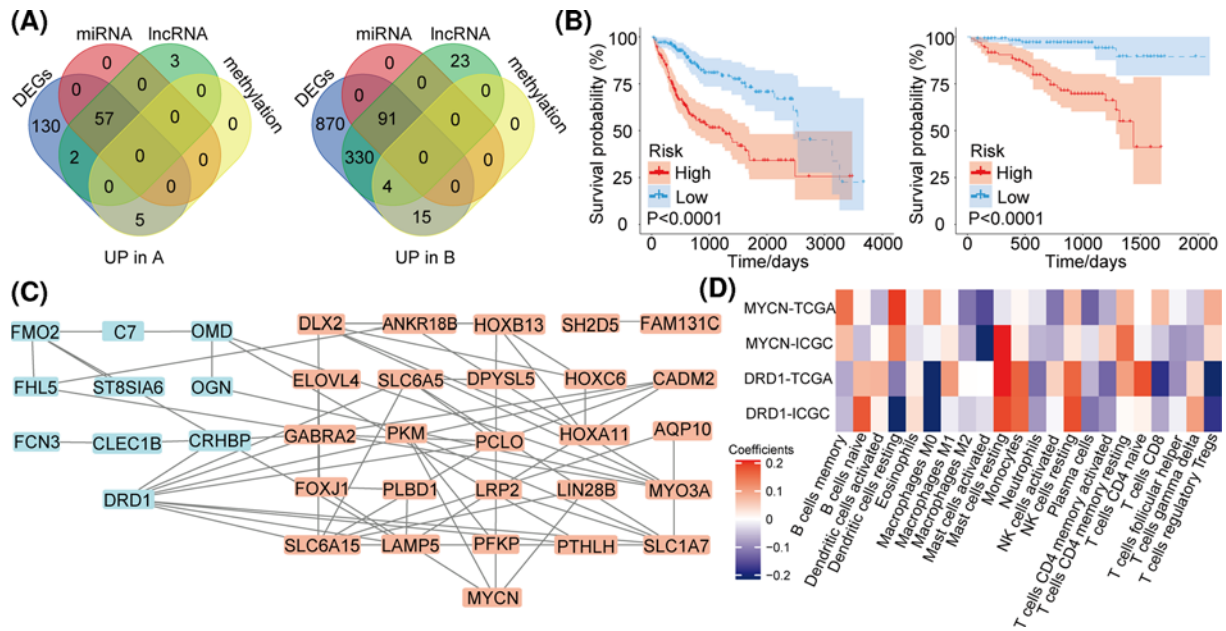 (A)
miRNA
lncRNA
DEGs
methylation
0
3
130
0
0
0
57
0
2
0
0
0
0
5
UP in A
miRNA
lncRNA
DEGs
methylation
0
23
870
0
0
0
91
0
330
0
0
4
0
15
UP in B
(B)
Survival probability (%)
100
75
50
25
0
Risk
High
Low
P<0.0001
0 1000 2000 3000 4000
Time/days
Survival probability (%)
100
75
50
25
0
Risk
High
Low
P<0.0001
0 500 1000 1500 2000
Time/days
(C)
FMO2 C7 OMD DLX2 ANKR18B HOXB13 SH2D5 FAM131C
FHL5 ST8SIA6 OGN ELOVL4 SLC6A5 DPYSL5 HOXC6 CADM2
FCN3 CLEC1B CRHBP GABRA2 PKM PCLO HOXA11 AQP10
DRD1 FOXJ1 PLBD1 LRP2 LIN28B MYO3A
SLC6A15 LAMP5 PFKP PTHLH SLC1A7
MYCN
(D)
MYCN-TCGA
MYCN-ICGC
DRD1-TCGA
DRD1-ICGC
Coefficients
0.2
0.1
0
-0.1
-0.2
B cells memory
B cells naive
Dendritic cells activated
Dendritic cells resting
Eosinophils
Macrophages M0
Macrophages M1
Macrophages M2
Mast cells activated
Mast cells resting
Monocytes
Neutrophils
NK cells activated
NK cells resting
Plasma cells
T cells CD4 memory activated
T cells CD4 memory resting
T cells CD4 naive
T cells CD8
T cells follicular helper
T cells gamma delta
T cells regulatory Tregs